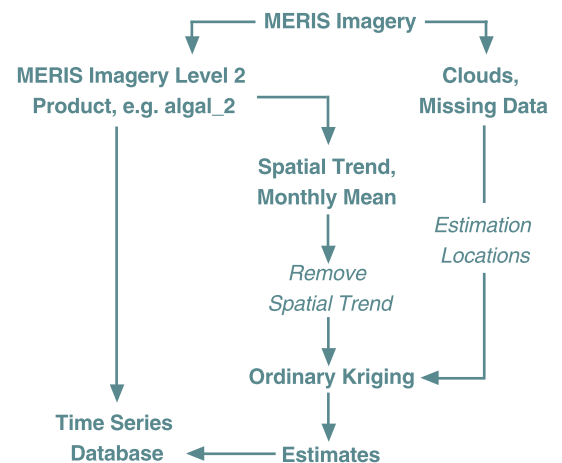 MERIS Imagery
MERIS Imagery Level 2
Product, e.g. algal_2
Clouds,
Missing Data
Spatial Trend,
Monthly Mean
Estimation
Locations
Remove
Spatial Trend
Ordinary Kriging
Time Series
Database
Estimates